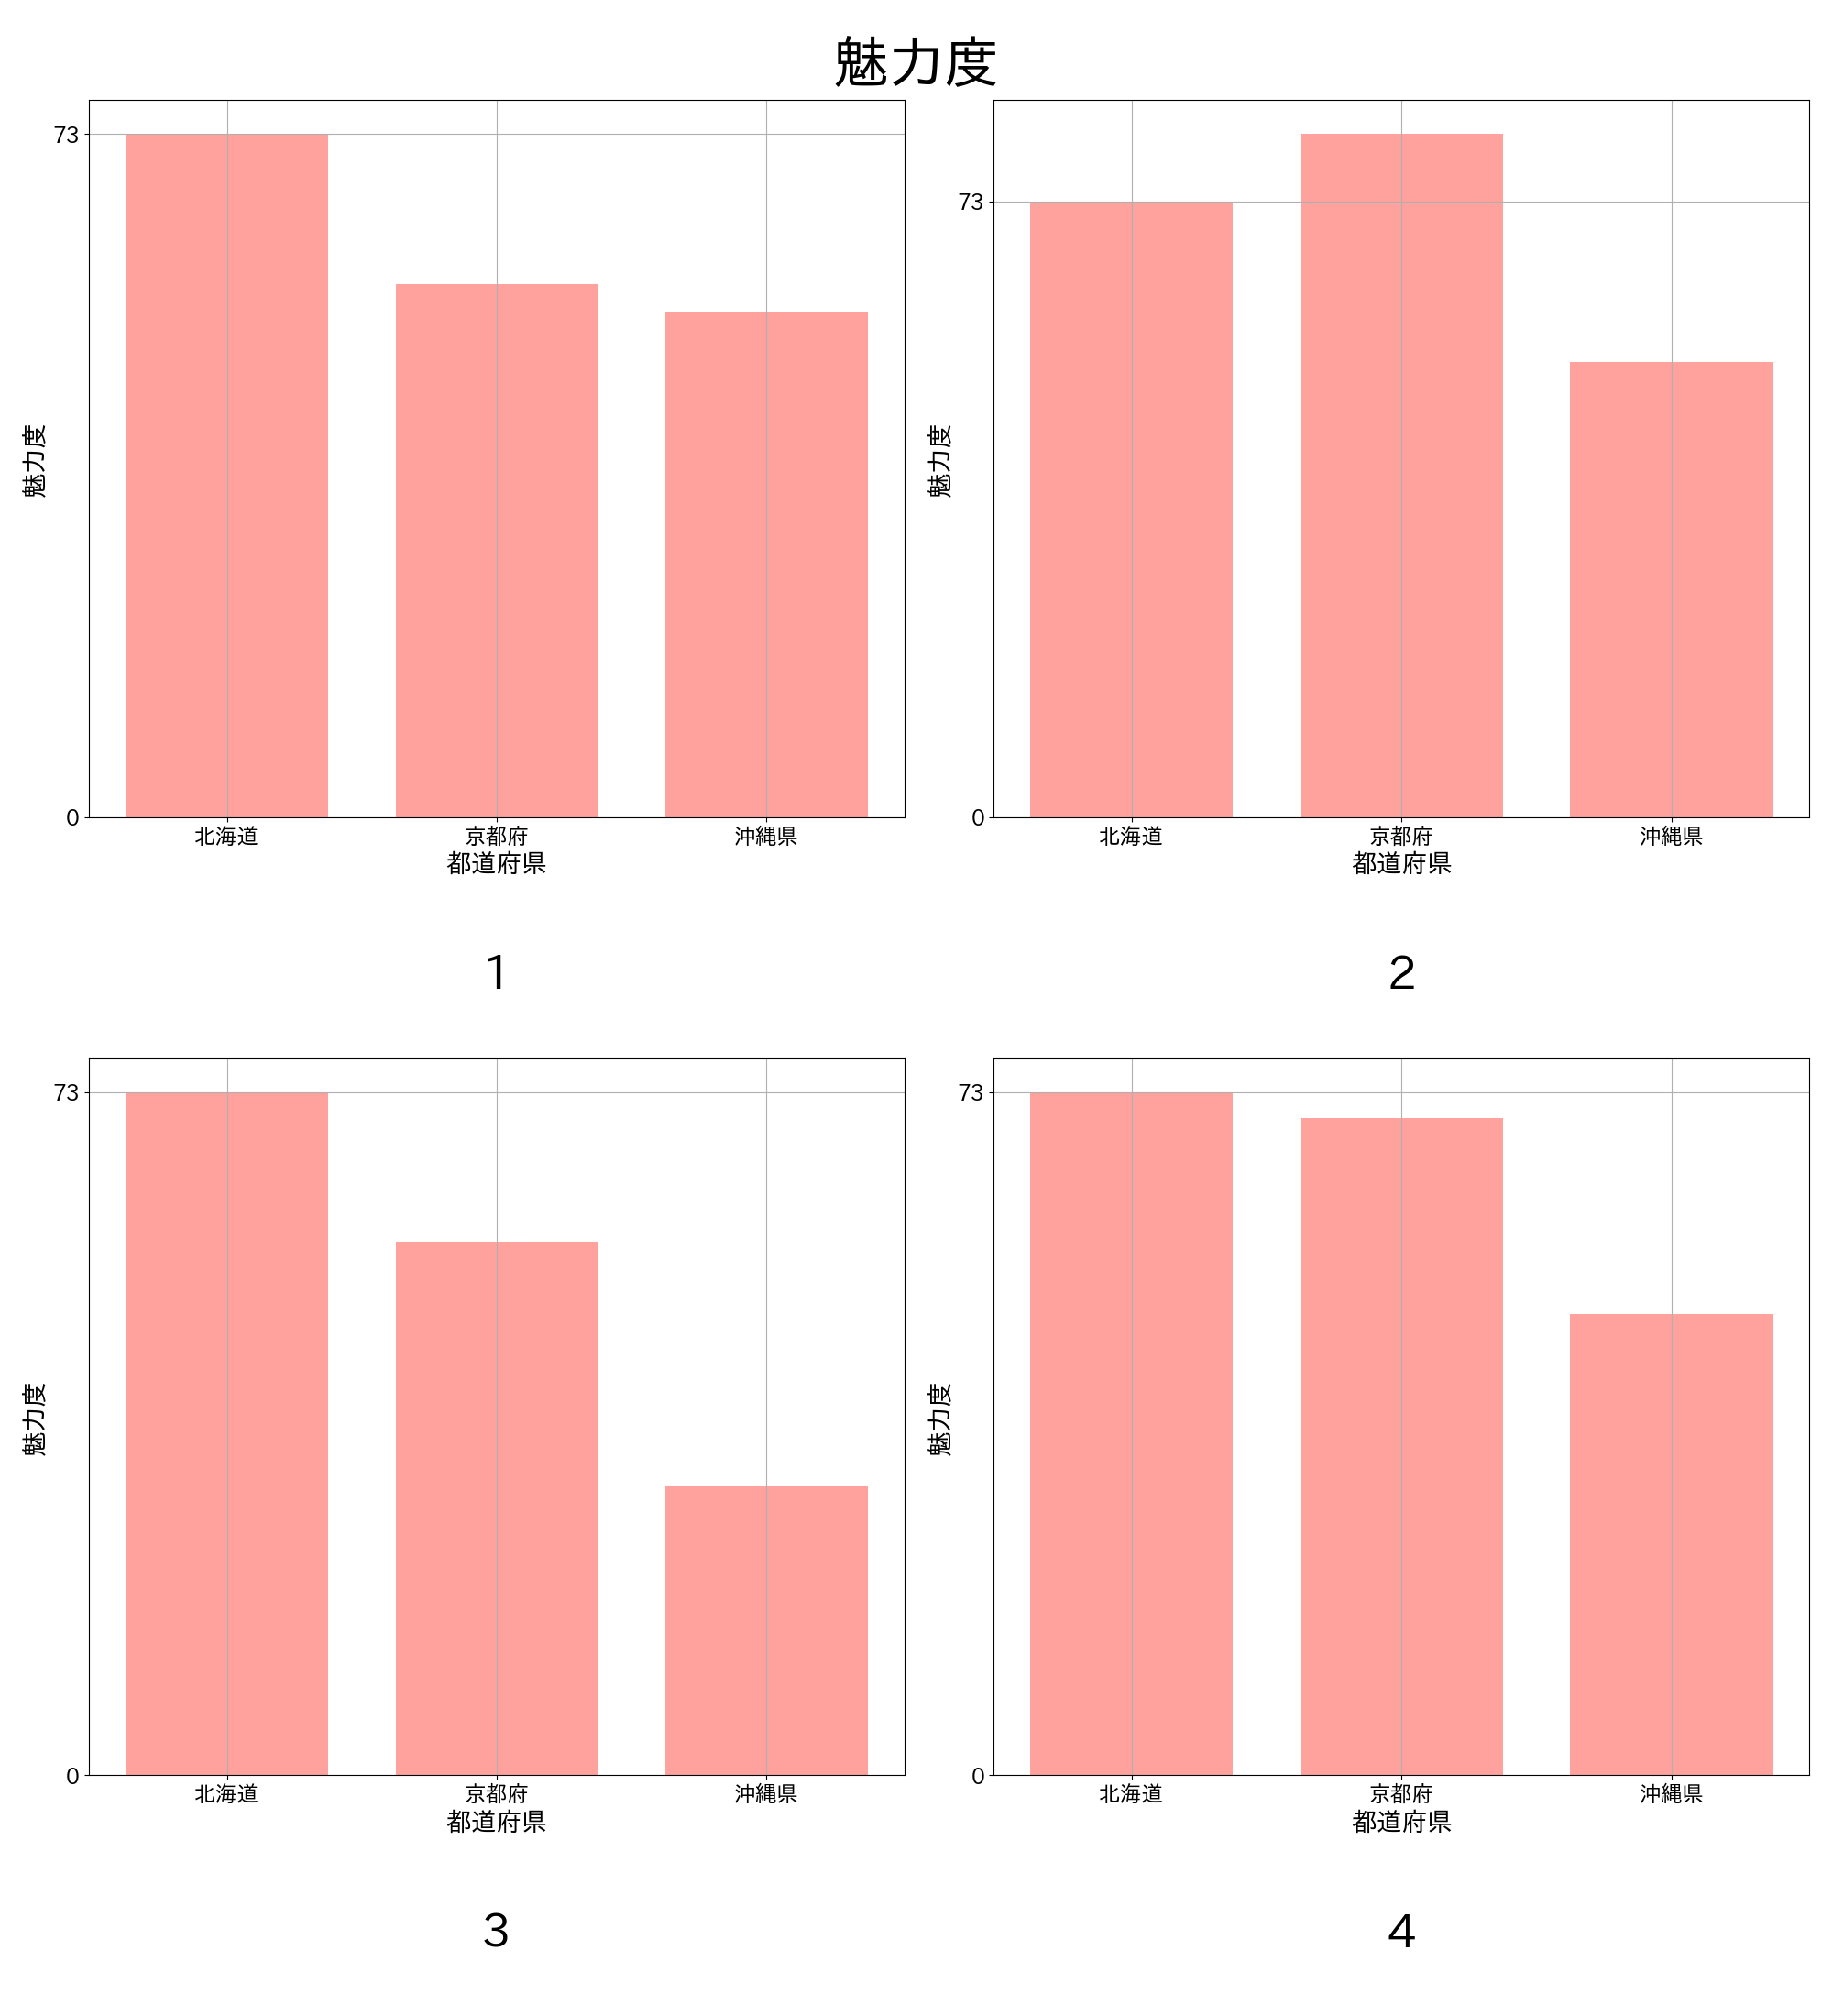 魅力度
73
0
魅力度
北海道 京都府 沖縄県
都道府県
1
73
0
魅力度
北海道 京都府 沖縄県
都道府県
2
73
0
魅力度
北海道 京都府 沖縄県
都道府県
3
73
0
魅力度
北海道 京都府 沖縄県
都道府県
4